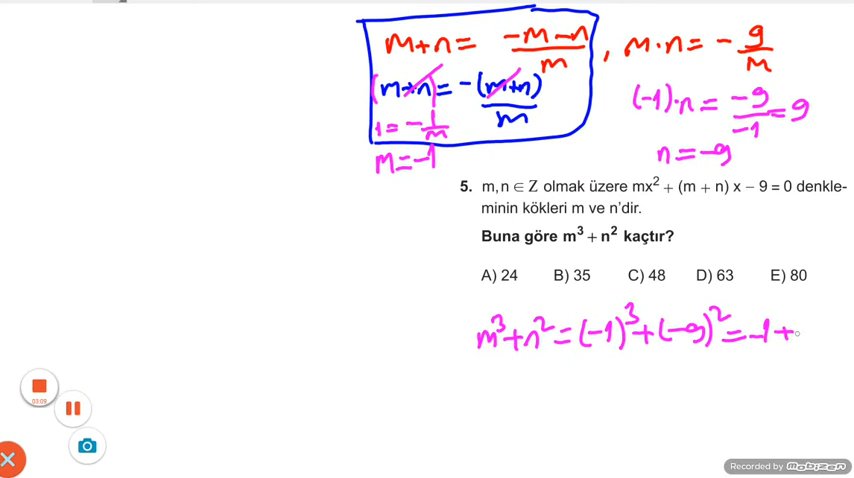 m+n = -m-n/m , m·n = -9/m
(m+n) = -(m+n)/m
1 = -1/m
m = -1
(-1)·n = -9/-1 = 9
n = -9
5. m, n ∈ Z olmak üzere mx² + (m + n) x – 9 = 0 denkle-
minin kökleri m ve n'dir.
Buna göre m³ + n² kaçtır?
A) 24 B) 35 C) 48 D) 63 E) 80
m³+n² = (-1)³+(-9)² = -1+
03:09
Recorded by mobizen